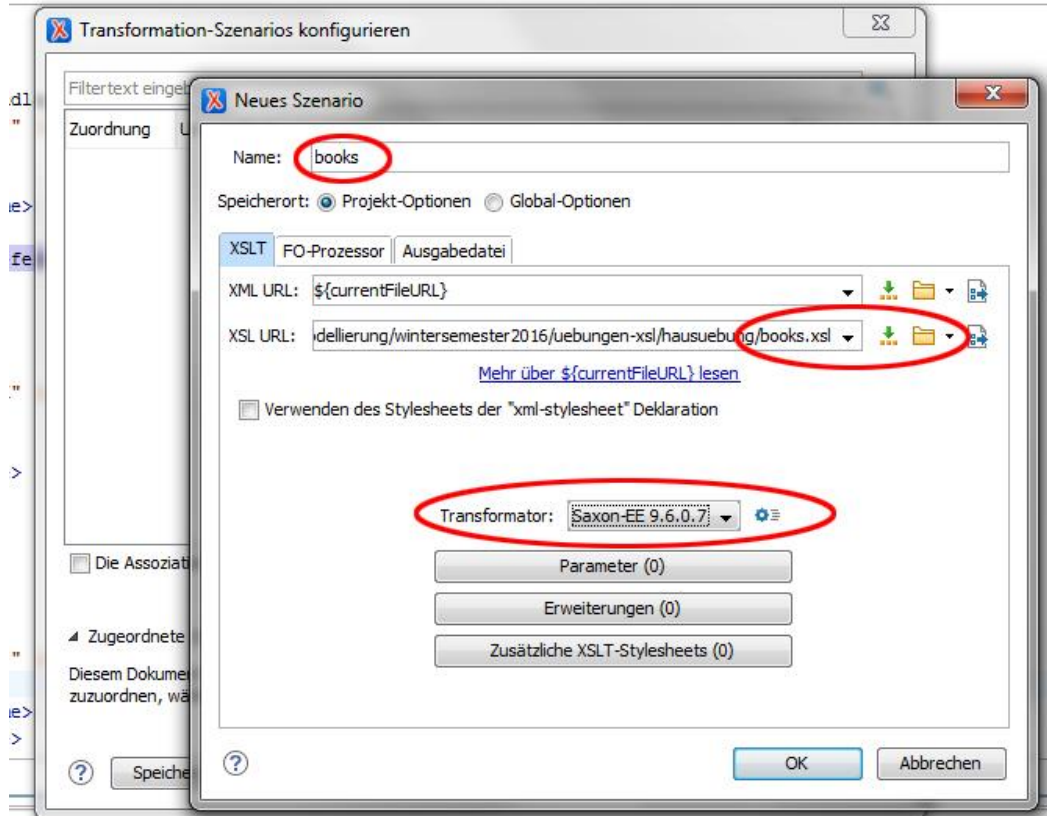 Transformation-Szenarios konfigurieren
Filtertext eingeb
Zuordnung
Neues Szenario
Name: books
Speicherort: Projekt-Optionen Global-Optionen
XSLT FO-Prozessor Ausgabedatei
XML URL: ${currentFileURL}
XSL URL: dellierung/wintersemester2016/uebungen-xsl/hausuebung/books.xsl
Mehr über ${currentFileURL} lesen
Verwenden des Stylesheets der "xml-stylesheet" Deklaration
Transformator: Saxon-EE 9.6.0.7
Parameter (0)
Die Assoziati
Erweiterungen (0)
Zugeordnete
Zusätzliche XSLT-Stylesheets (0)
Diesem Dokumen
zuzuordnen, wä
Speiche
OK Abbrechen